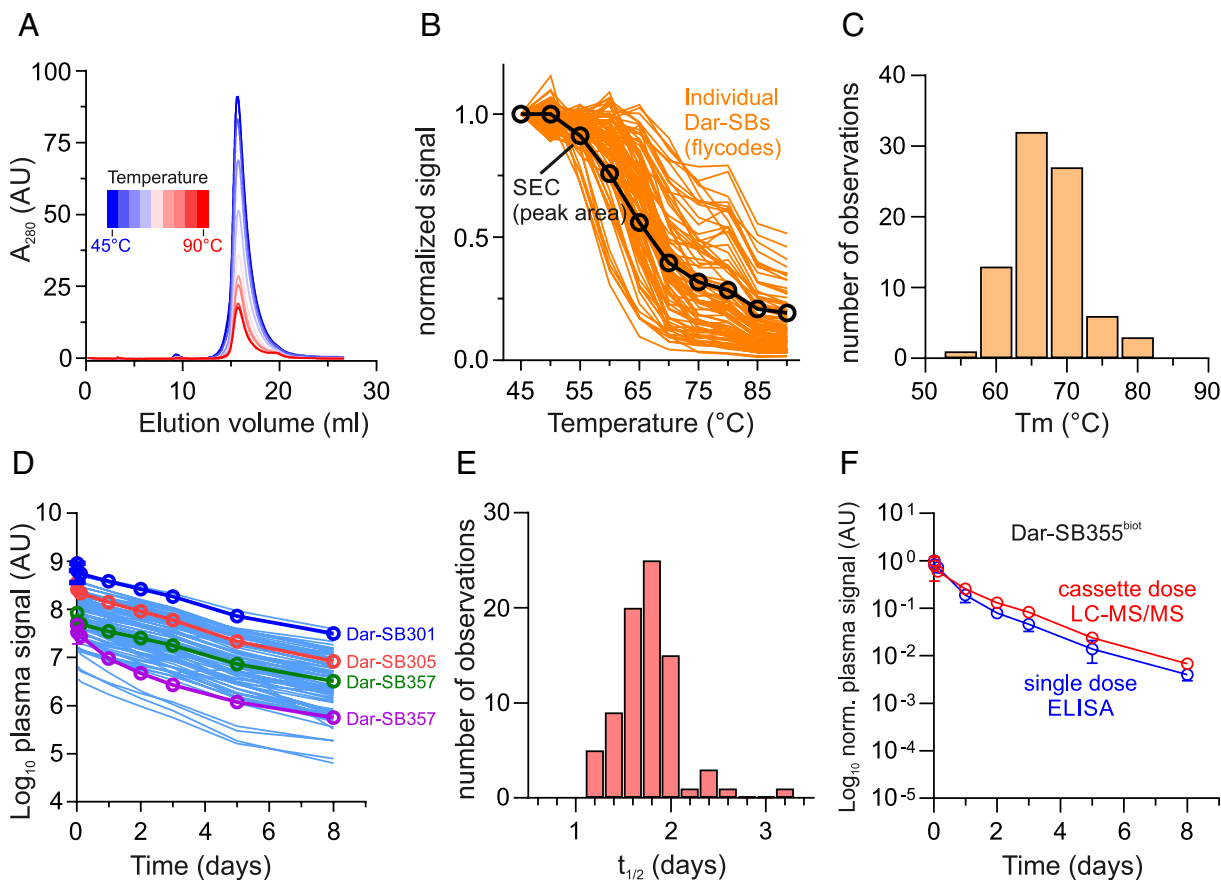 A
A₂₈₀ (AU)
100
75
50
25
0
Temperature
45°C
90°C
0
10
20
30
Elution volume (ml)
B
normalized signal
1.0
0.5
0.0
Individual
Dar-SBs
(flycodes)
SEC
(peak area)
45
55
65
75
85
Temperature (°C)
C
number of observations
40
30
20
10
0
60
70
80
90
Tm (°C)
D
Log₁₀ plasma signal (AU)
10
9
8
7
6
5
4
Dar-SB301
Dar-SB305
Dar-SB357
Dar-SB357
0
2
4
6
8
Time (days)
E
number of observations
30
20
10
0
1
2
3
t₁/₂ (days)
F
Log₁₀ norm. plasma signal (AU)
10¹
10⁰
10⁻¹
10⁻²
10⁻³
10⁻⁴
10⁻⁵
Dar-SB355ᵇⁱᵒᵗ
cassette dose
LC-MS/MS
single dose
ELISA
0
2
4
6
8
Time (days)